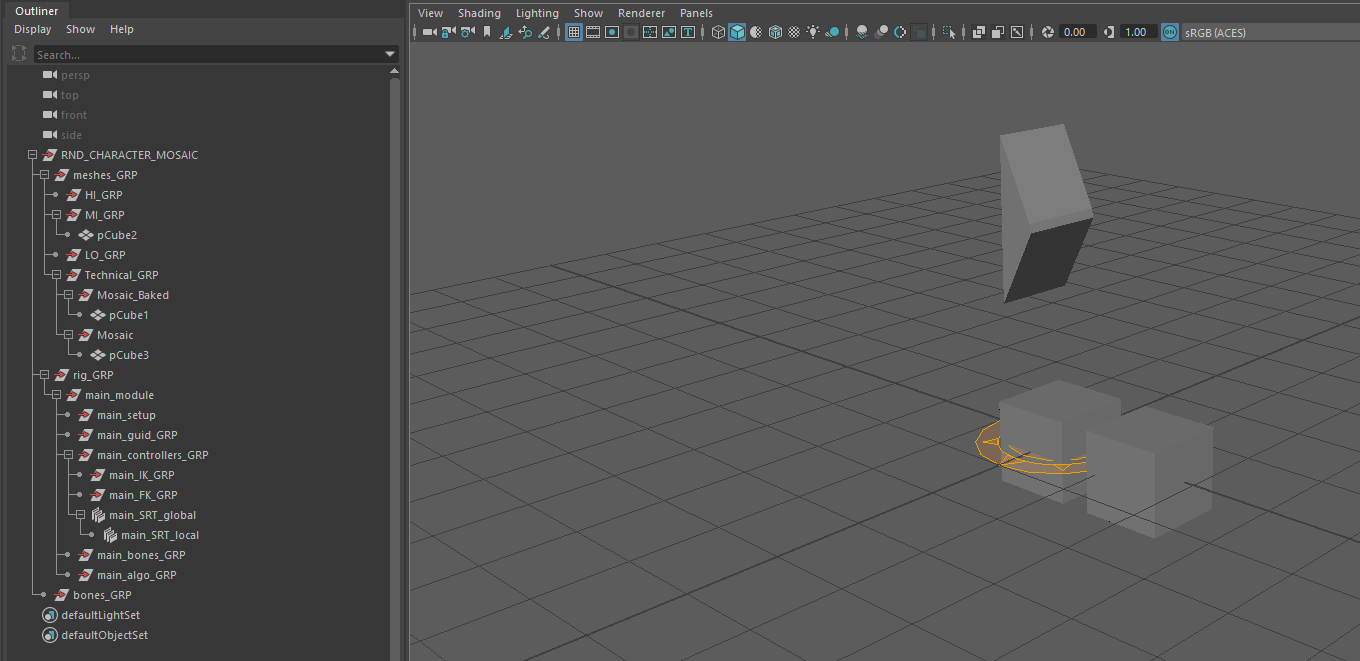 Outliner
Display Show Help
Search...
persp
top
front
side
RND_CHARACTER_MOSAIC
meshes_GRP
HI_GRP
MI_GRP
pCube2
LO_GRP
Technical_GRP
Mosaic_Baked
pCube1
Mosaic
pCube3
rig_GRP
main_module
main_setup
main_guid_GRP
main_controllers_GRP
main_IK_GRP
main_FK_GRP
main_SRT_global
main_SRT_local
main_bones_GRP
main_algo_GRP
bones_GRP
defaultLightSet
defaultObjectSet
View Shading Lighting Show Renderer Panels
0.00 1.00 ON sRGB (ACES)